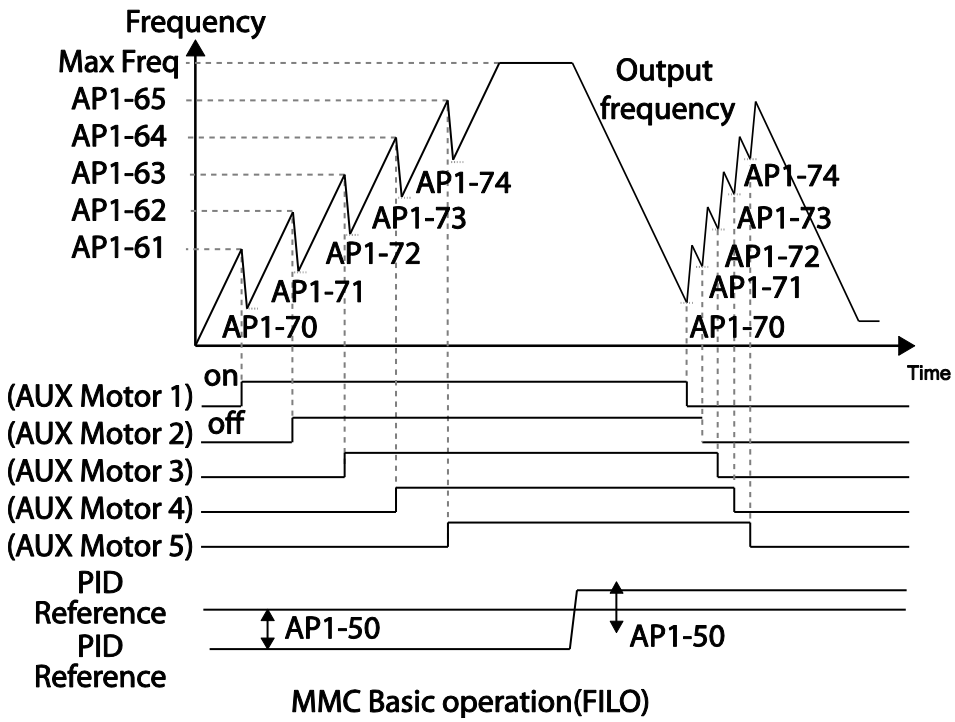 Frequency
Max Freq
AP1-65
AP1-64
AP1-63
AP1-62
AP1-61
Output
frequency
AP1-74
AP1-73
AP1-72
AP1-71
AP1-70
AP1-74
AP1-73
AP1-72
AP1-71
AP1-70
Time
on
(AUX Motor 1)
off
(AUX Motor 2)
(AUX Motor 3)
(AUX Motor 4)
(AUX Motor 5)
PID
Reference
AP1-50
PID
Reference
AP1-50
MMC Basic operation(FILO)